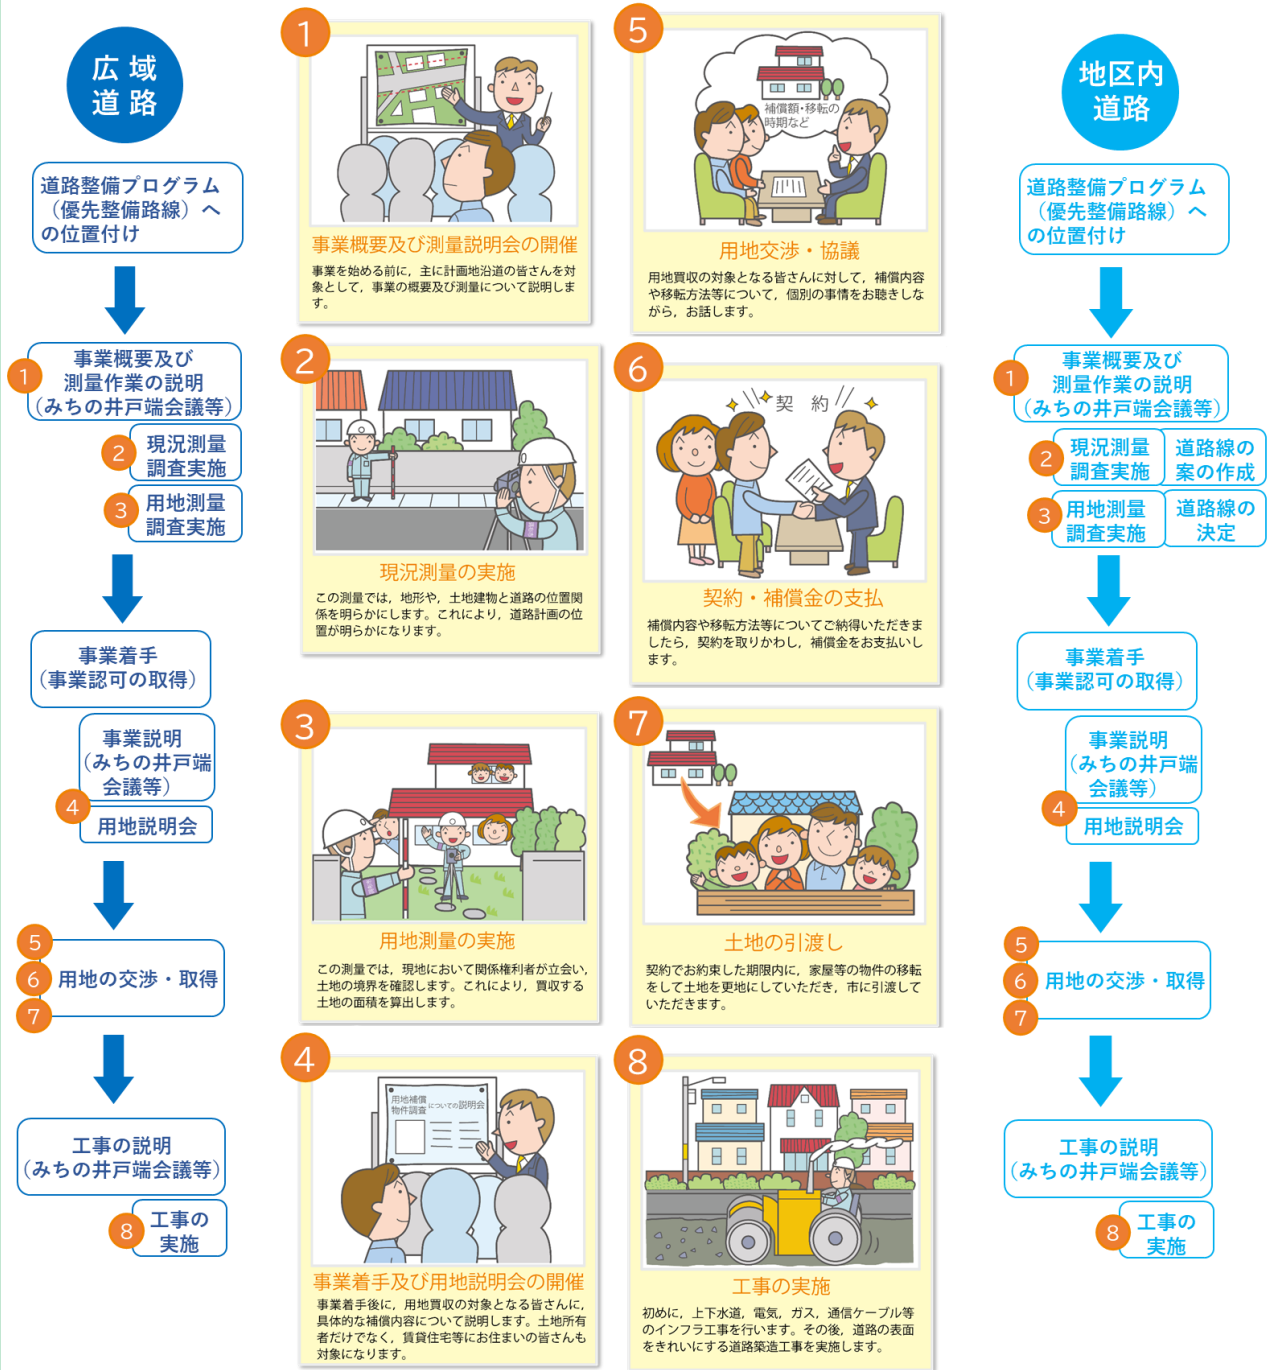 広域
道路
道路整備プログラム
（優先整備路線）へ
の位置付け
1
事業概要及び
測量作業の説明
（みちの井戸端会議等）
2
現況測量
調査実施
3
用地測量
調査実施
事業着手
（事業認可の取得）
事業説明
（みちの井戸端
会議等）
4
用地説明会
5
6
用地の交渉・取得
7
工事の説明
（みちの井戸端会議等）
8
工事の
実施
1
事業概要及び測量説明会の開催
事業を始める前に，主に計画地沿道の皆さんを対
象として，事業の概要及び測量について説明しま
す。
2
現況測量の実施
この測量では，地形や，土地建物と道路の位置関
係を明らかにします。これにより，道路計画の位
置が明らかになります。
3
用地測量の実施
この測量では，現地において関係権利者が立会い，
土地の境界を確認します。これにより，買収する
土地の面積を算出します。
4
用地補償
物件調査についての説明会
事業着手及び用地説明会の開催
事業着手後に，用地買収の対象となる皆さんに，
具体的な補償内容について説明します。土地所有
者だけでなく，賃貸住宅等にお住まいの皆さんも
対象になります。
5
補償額・移転の
時期など
用地交渉・協議
用地買収の対象となる皆さんに対して，補償内容
や移転方法等について，個別の事情をお聴きしな
がら，お話します。
6
契約
契約・補償金の支払
補償内容や移転方法等についてご納得いただきま
したら，契約を取りかわし，補償金をお支払いし
ます。
7
土地の引渡し
契約でお約束した期限内に，家屋等の物件の移転
をして土地を更地にしていただき，市に引渡して
いただきます。
8
工事の実施
初めに，上下水道，電気，ガス，通信ケーブル等
のインフラ工事を行います。その後，道路の表面
をきれいにする道路築造工事を実施します。
地区内
道路
道路整備プログラム
（優先整備路線）へ
の位置付け
1
事業概要及び
測量作業の説明
（みちの井戸端会議等）
2
現況測量
調査実施
道路線の
案の作成
3
用地測量
調査実施
道路線の
決定
事業着手
（事業認可の取得）
事業説明
（みちの井戸端
会議等）
4
用地説明会
5
6
用地の交渉・取得
7
工事の説明
（みちの井戸端会議等）
8
工事の
実施